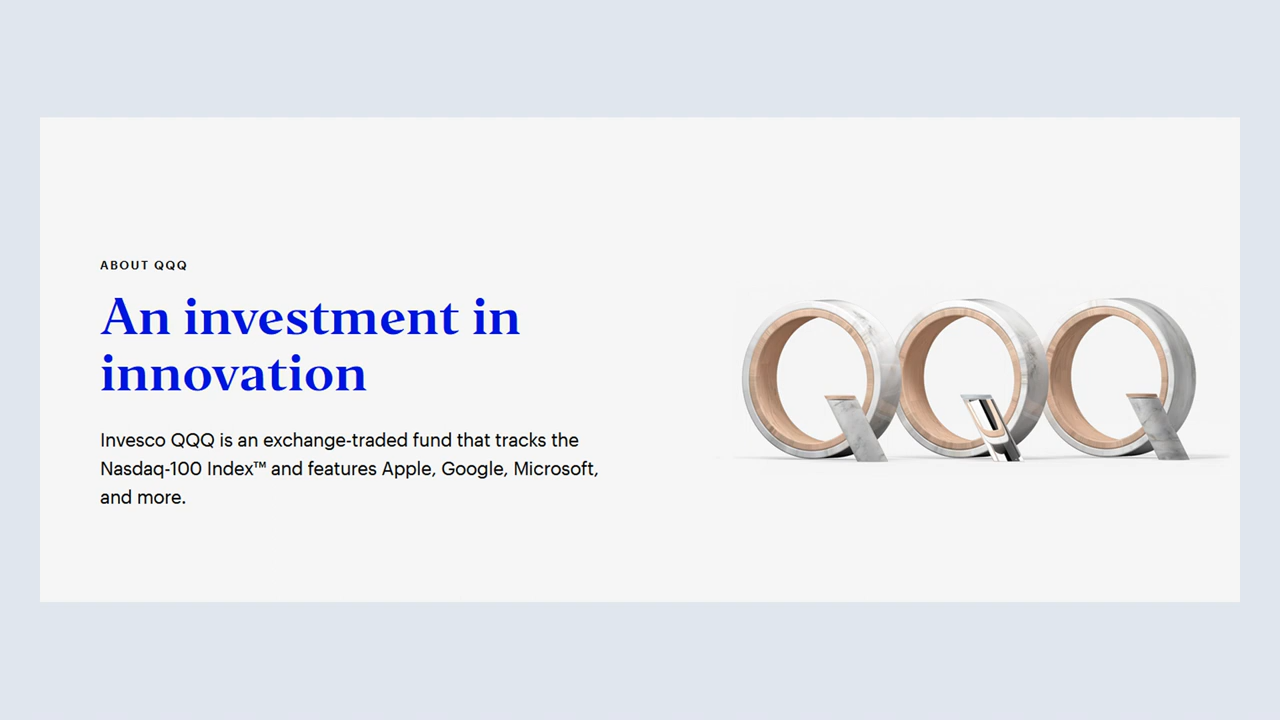 ABOUT QQQ
An investment in
innovation
Invesco QQQ is an exchange-traded fund that tracks the
Nasdaq-100 Index™ and features Apple, Google, Microsoft,
and more.
QQQ